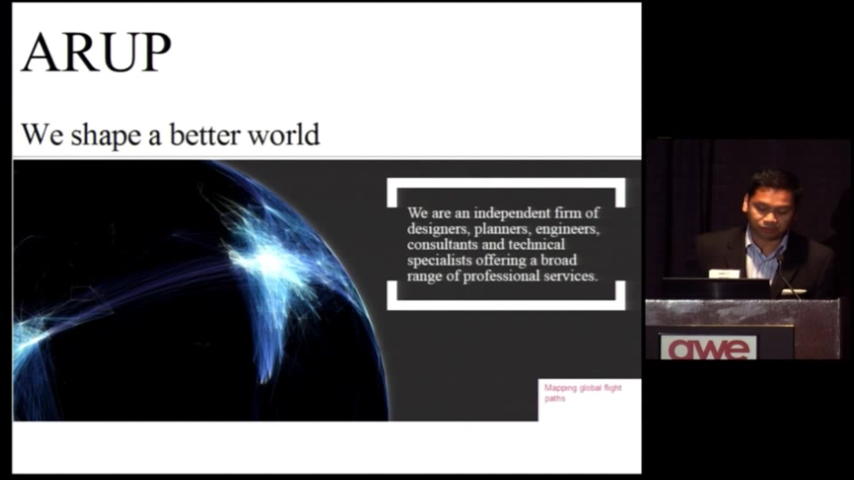 ARUP
We shape a better world
We are an independent firm of
designers, planners, engineers,
consultants and technical
specialists offering a broad
range of professional services.
Mapping global flight
paths
awe